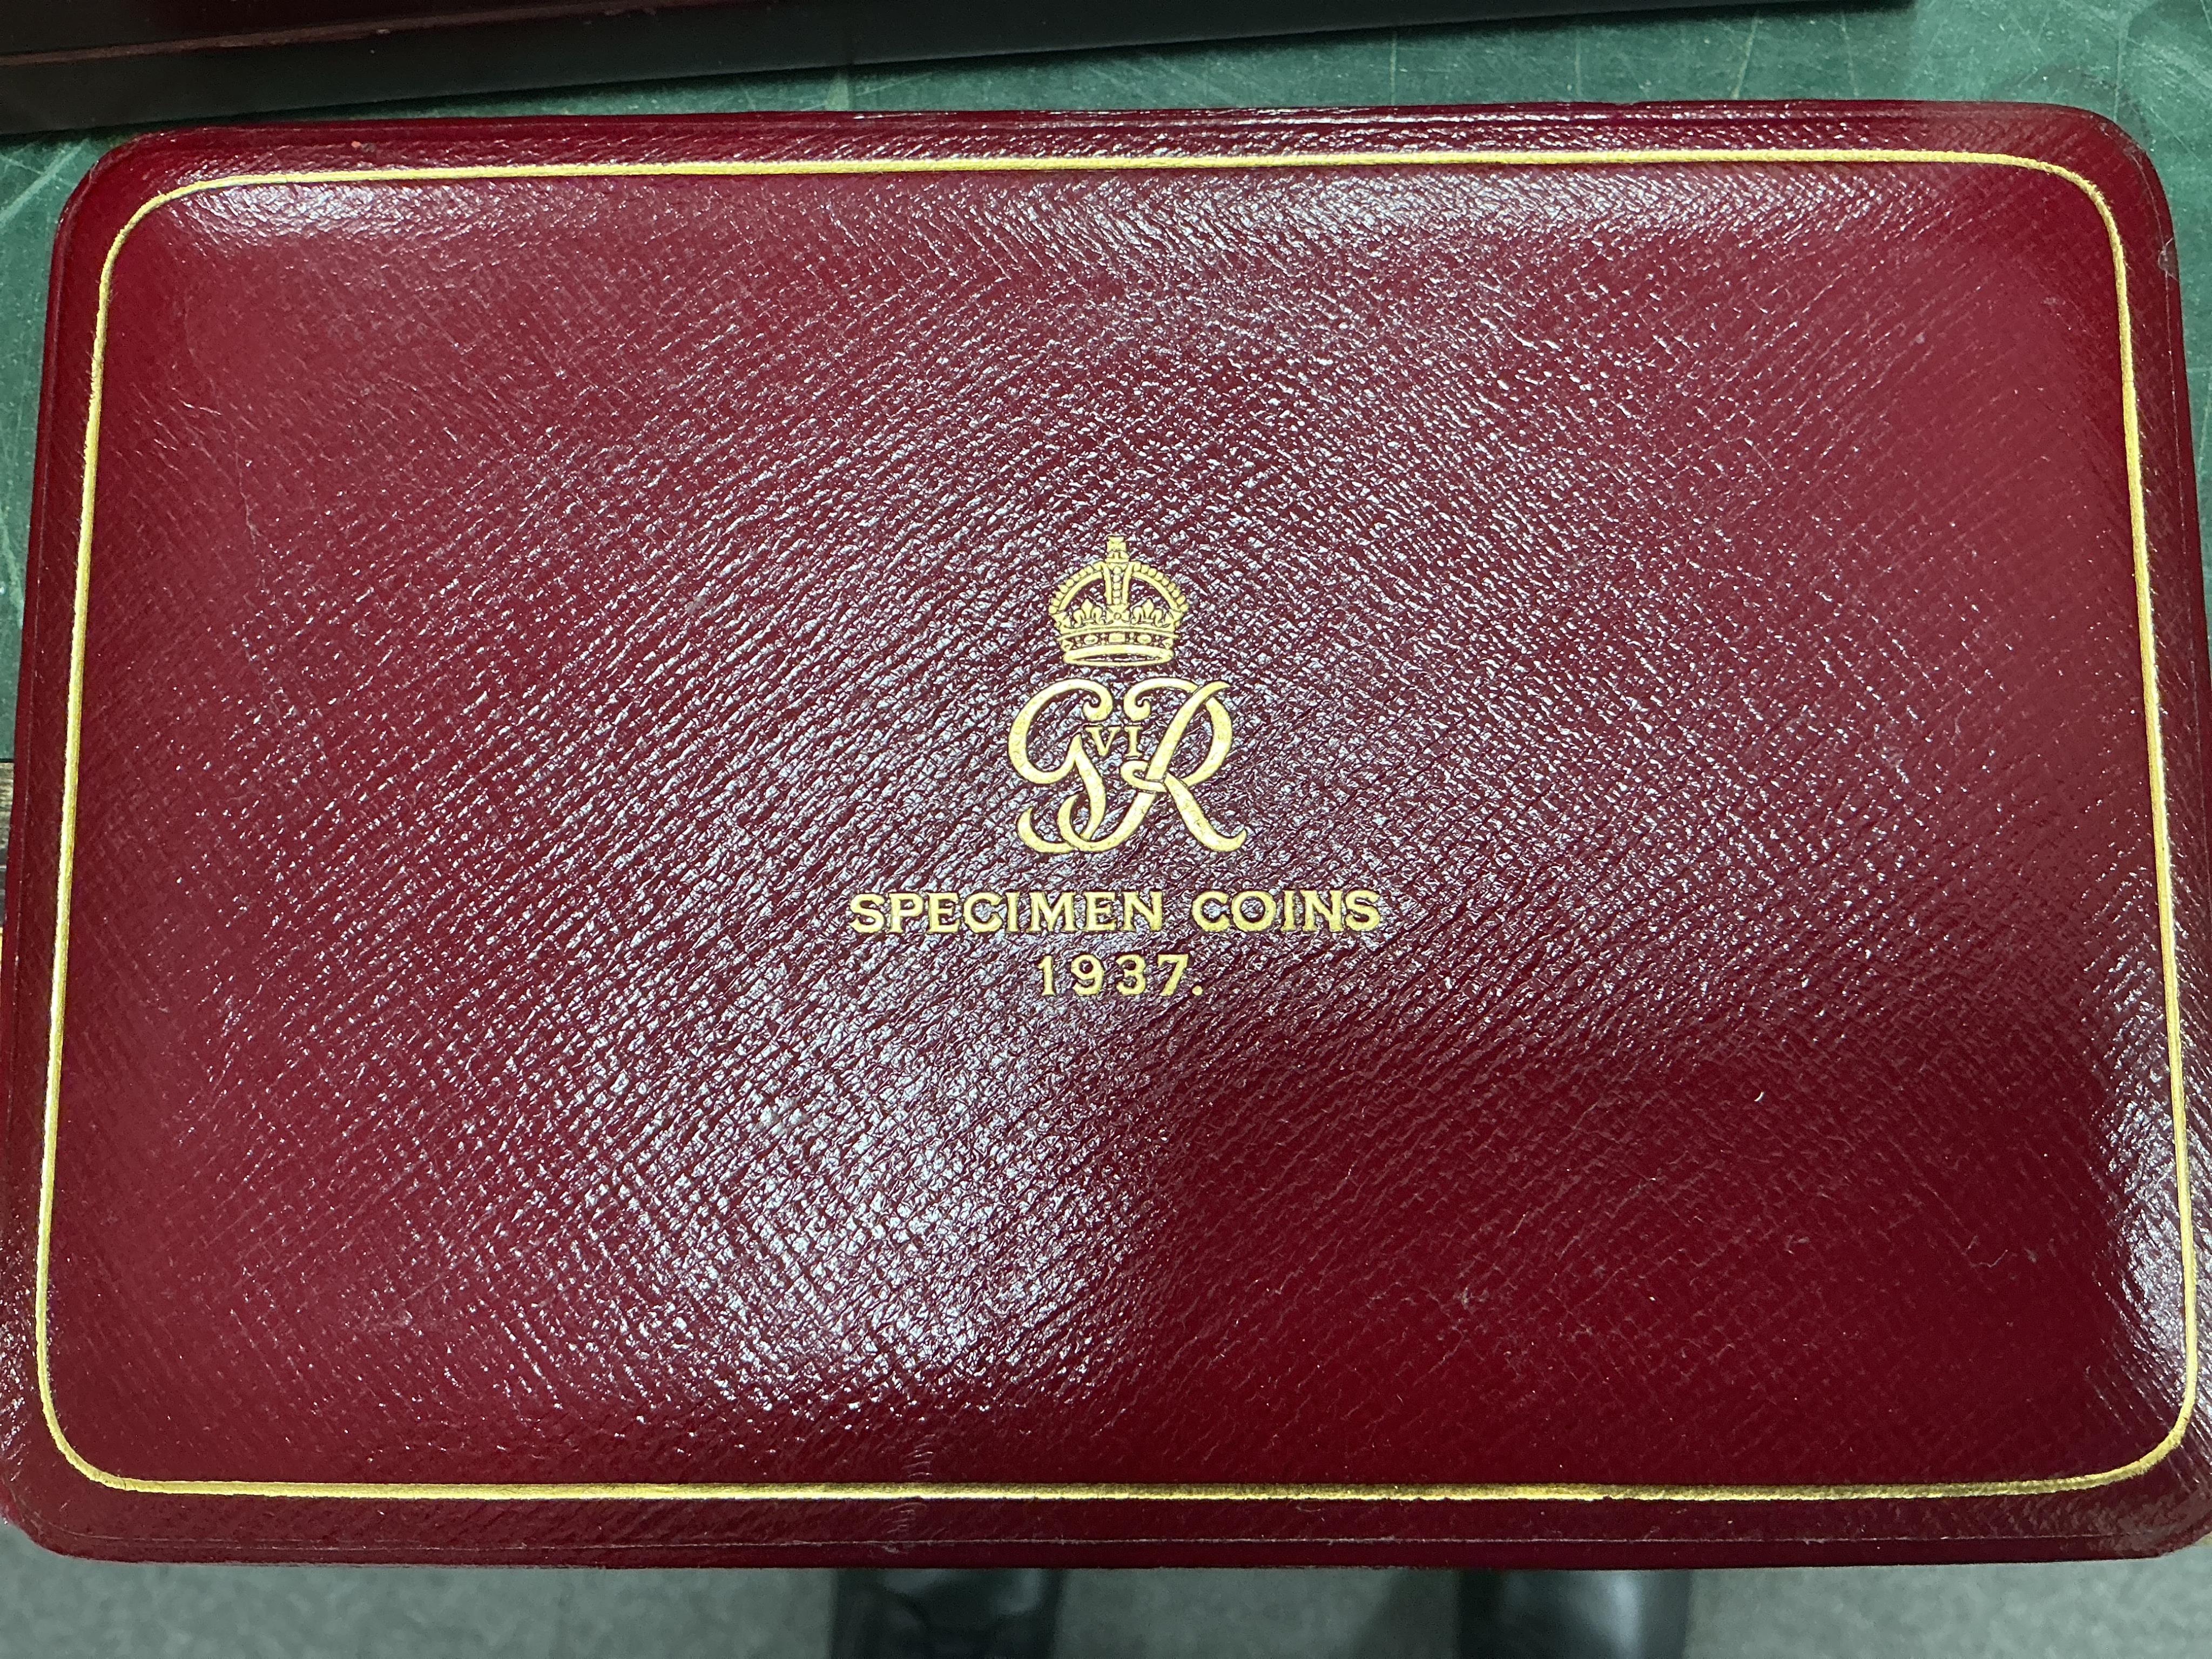 GVIR
SPECIMEN COINS
1937.